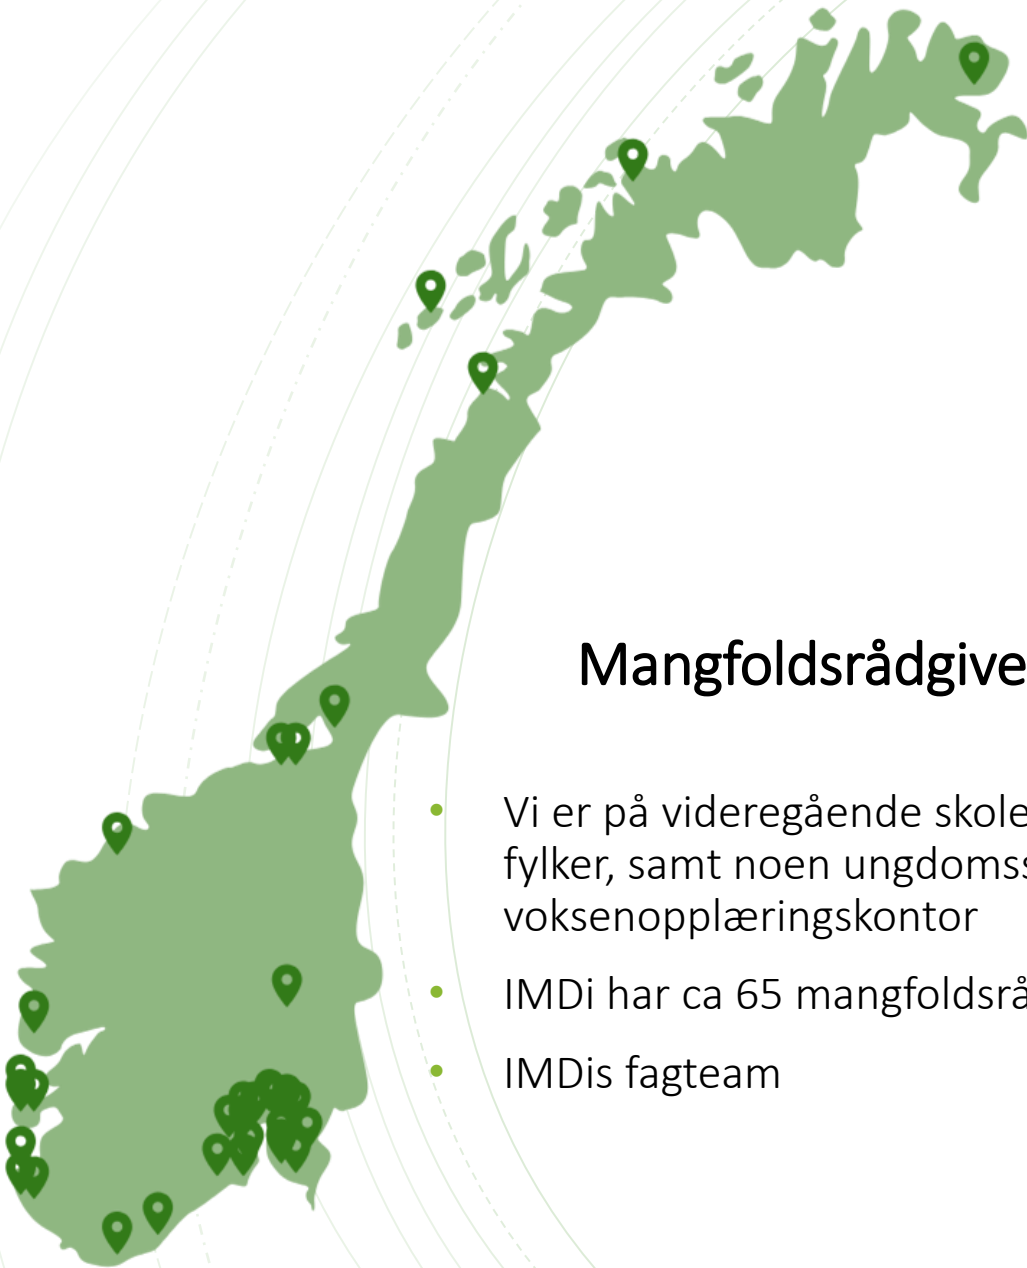 Mangfoldsrådgive
Vi er på videregående skole
fylker, samt noen ungdomss
voksenopplæringskontor
IMDi har ca 65 mangfoldsrå
IMDis fagteam